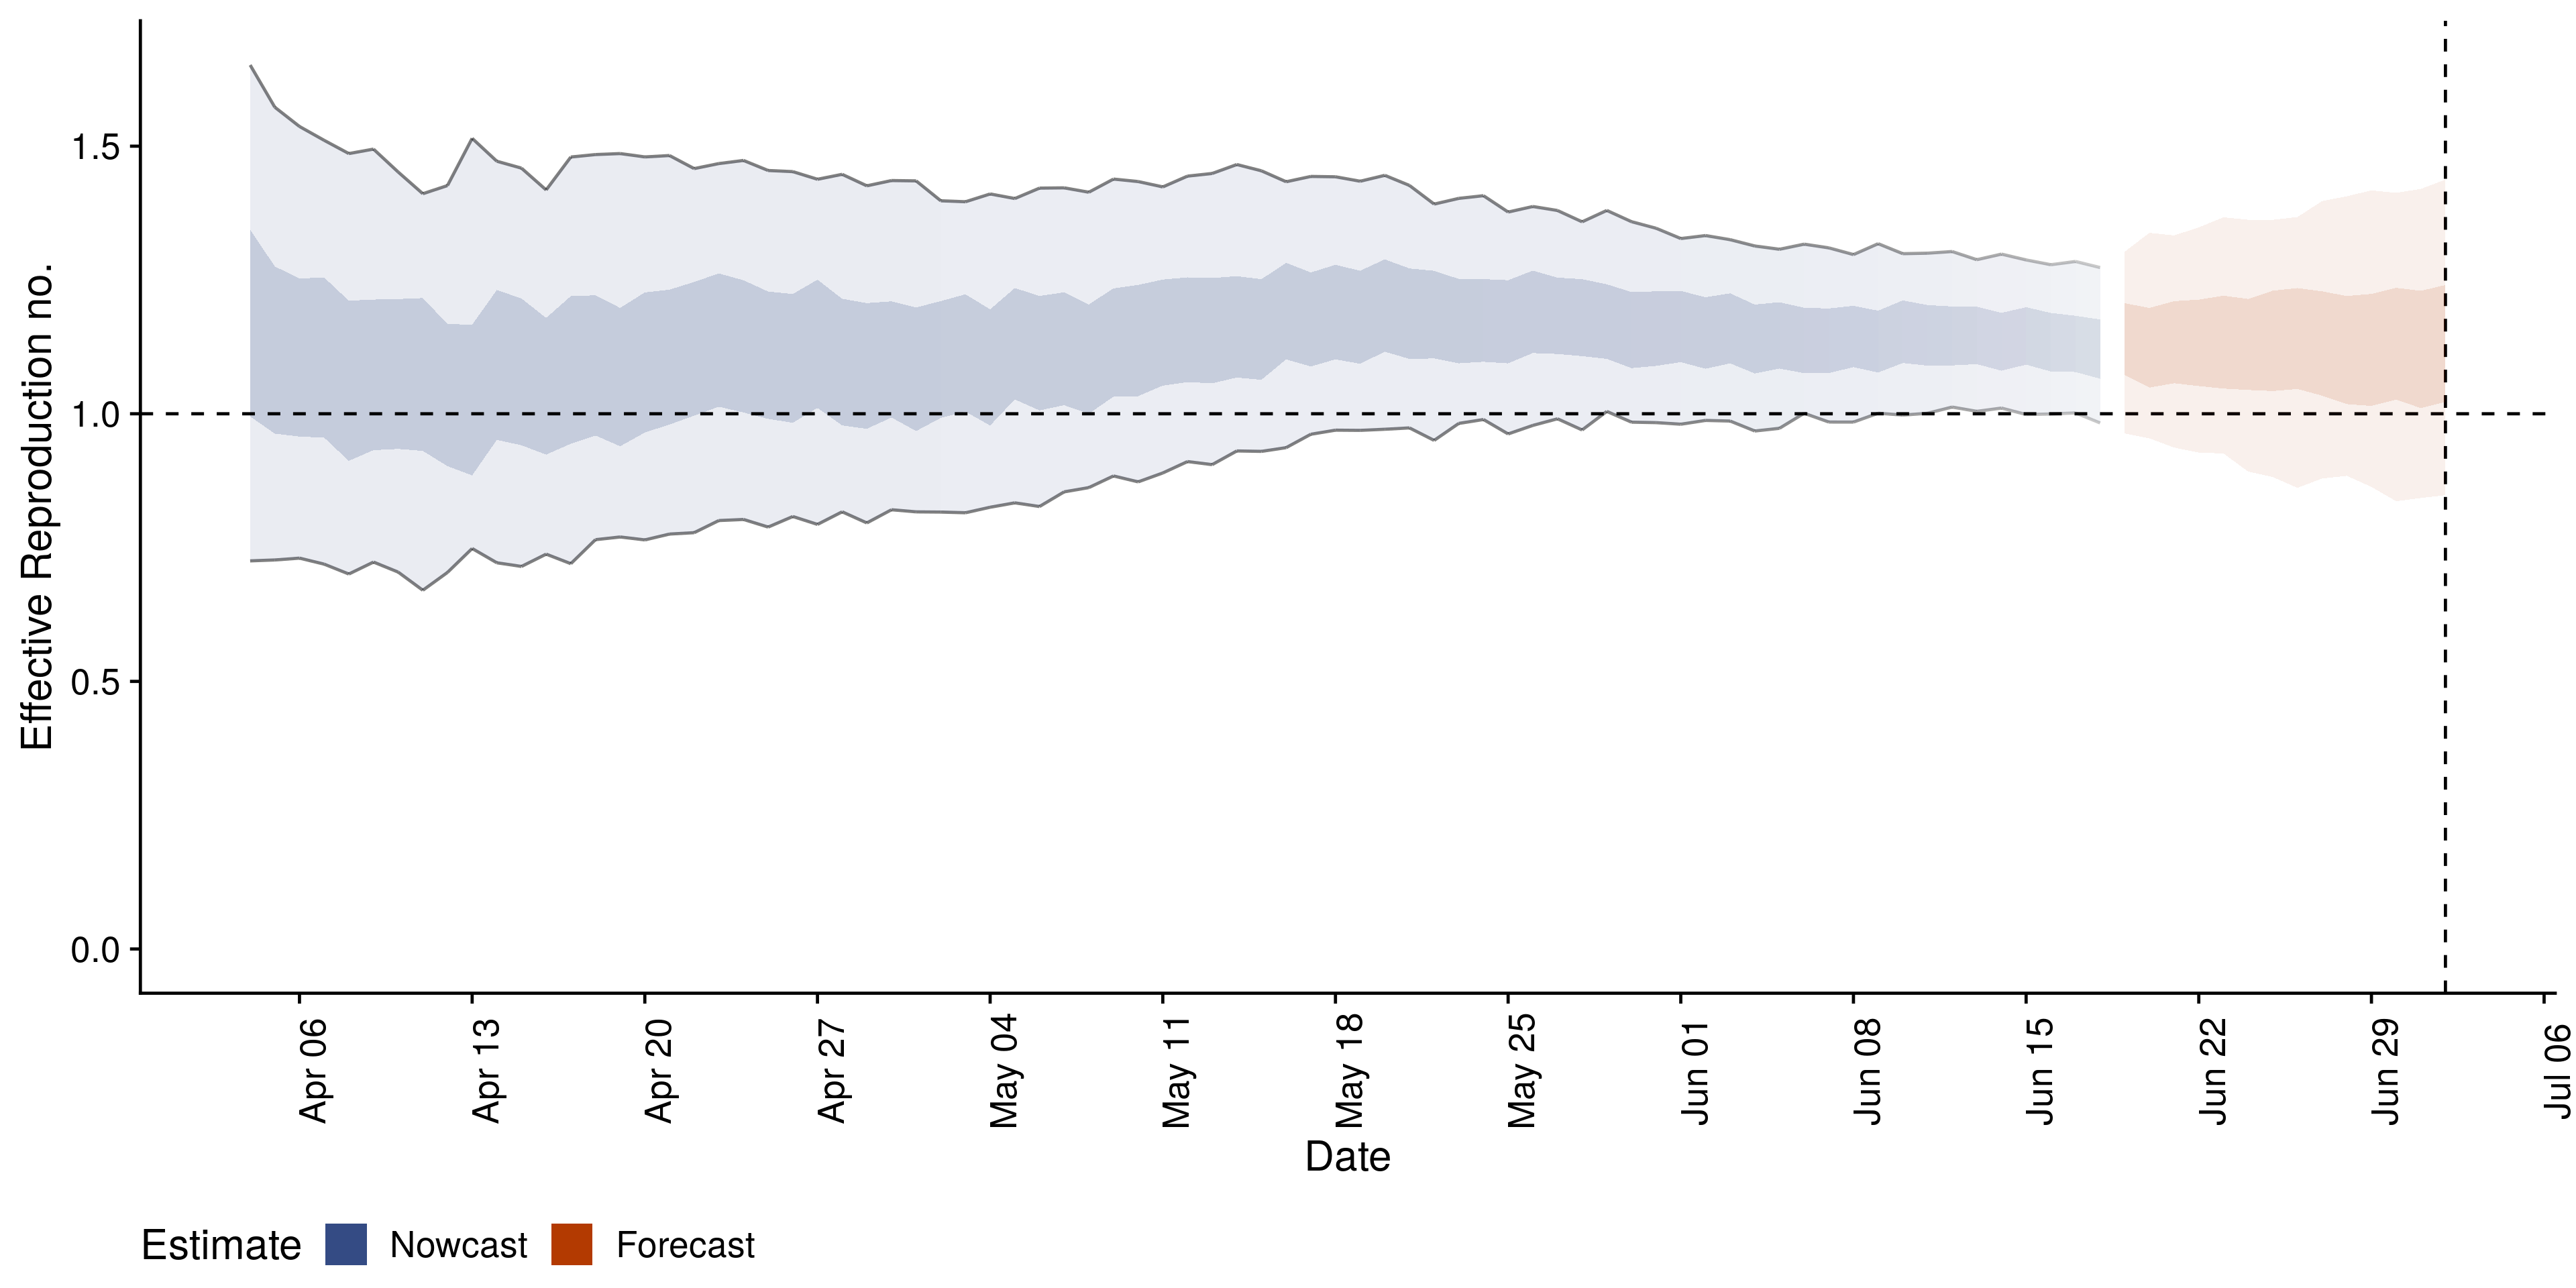 Effective Reproduction no.
1.5
1.0
0.5
0.0
Apr 06
Apr 13
Apr 20
Apr 27
May 04
May 11
May 18
May 25
Jun 01
Jun 08
Jun 15
Jun 22
Jun 29
Jul 06
Date
Estimate Nowcast Forecast